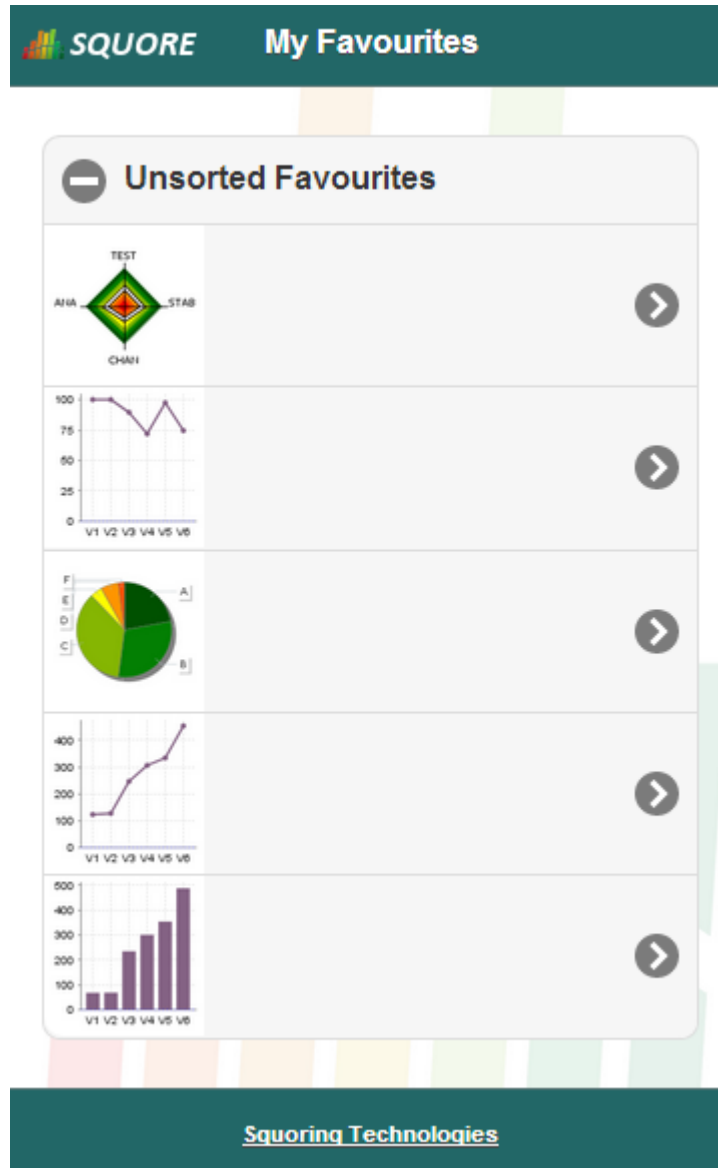 SQUORE My Favourites
Unsorted Favourites
TEST
ANA STAB
CHAN
100
75
50
25
0
V1 V2 V3 V4 V5 V6
F
E A
D
C
B
400
300
200
100
0
V1 V2 V3 V4 V5 V6
500
400
300
200
100
0
V1 V2 V3 V4 V5 V6
Squoring Technologies